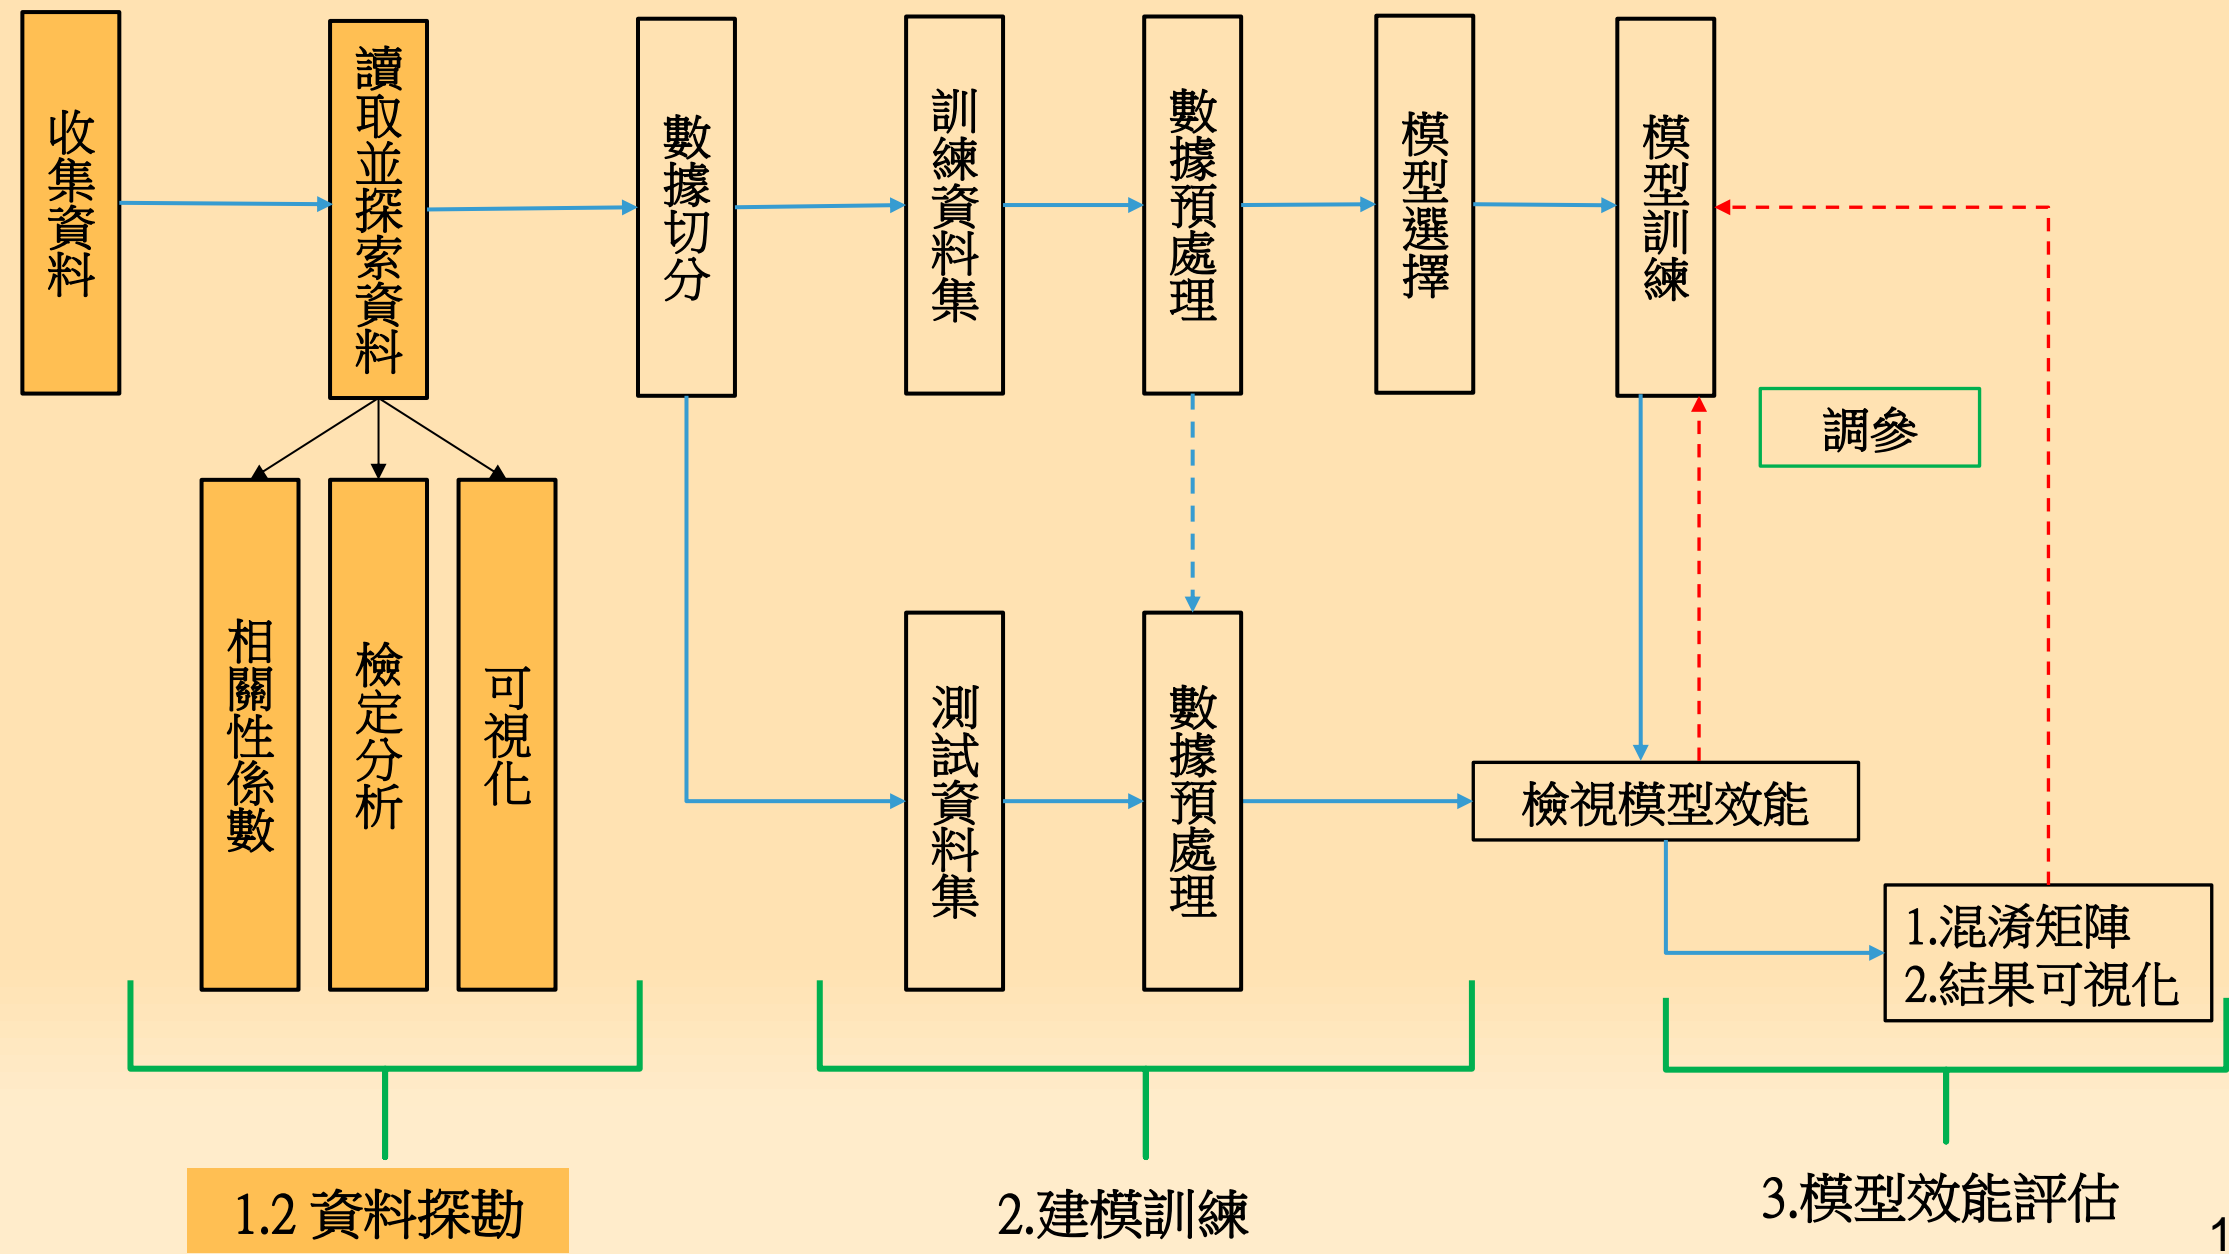 收集資料
讀取並探索資料
數據切分
訓練資料集
數據預處理
模型選擇
模型訓練
調參
相關性係數
檢定分析
可視化
測試資料集
數據預處理
檢視模型效能
1.混淆矩陣
2.結果可視化
1.2 資料探勘
2.建模訓練
3.模型效能評估
1